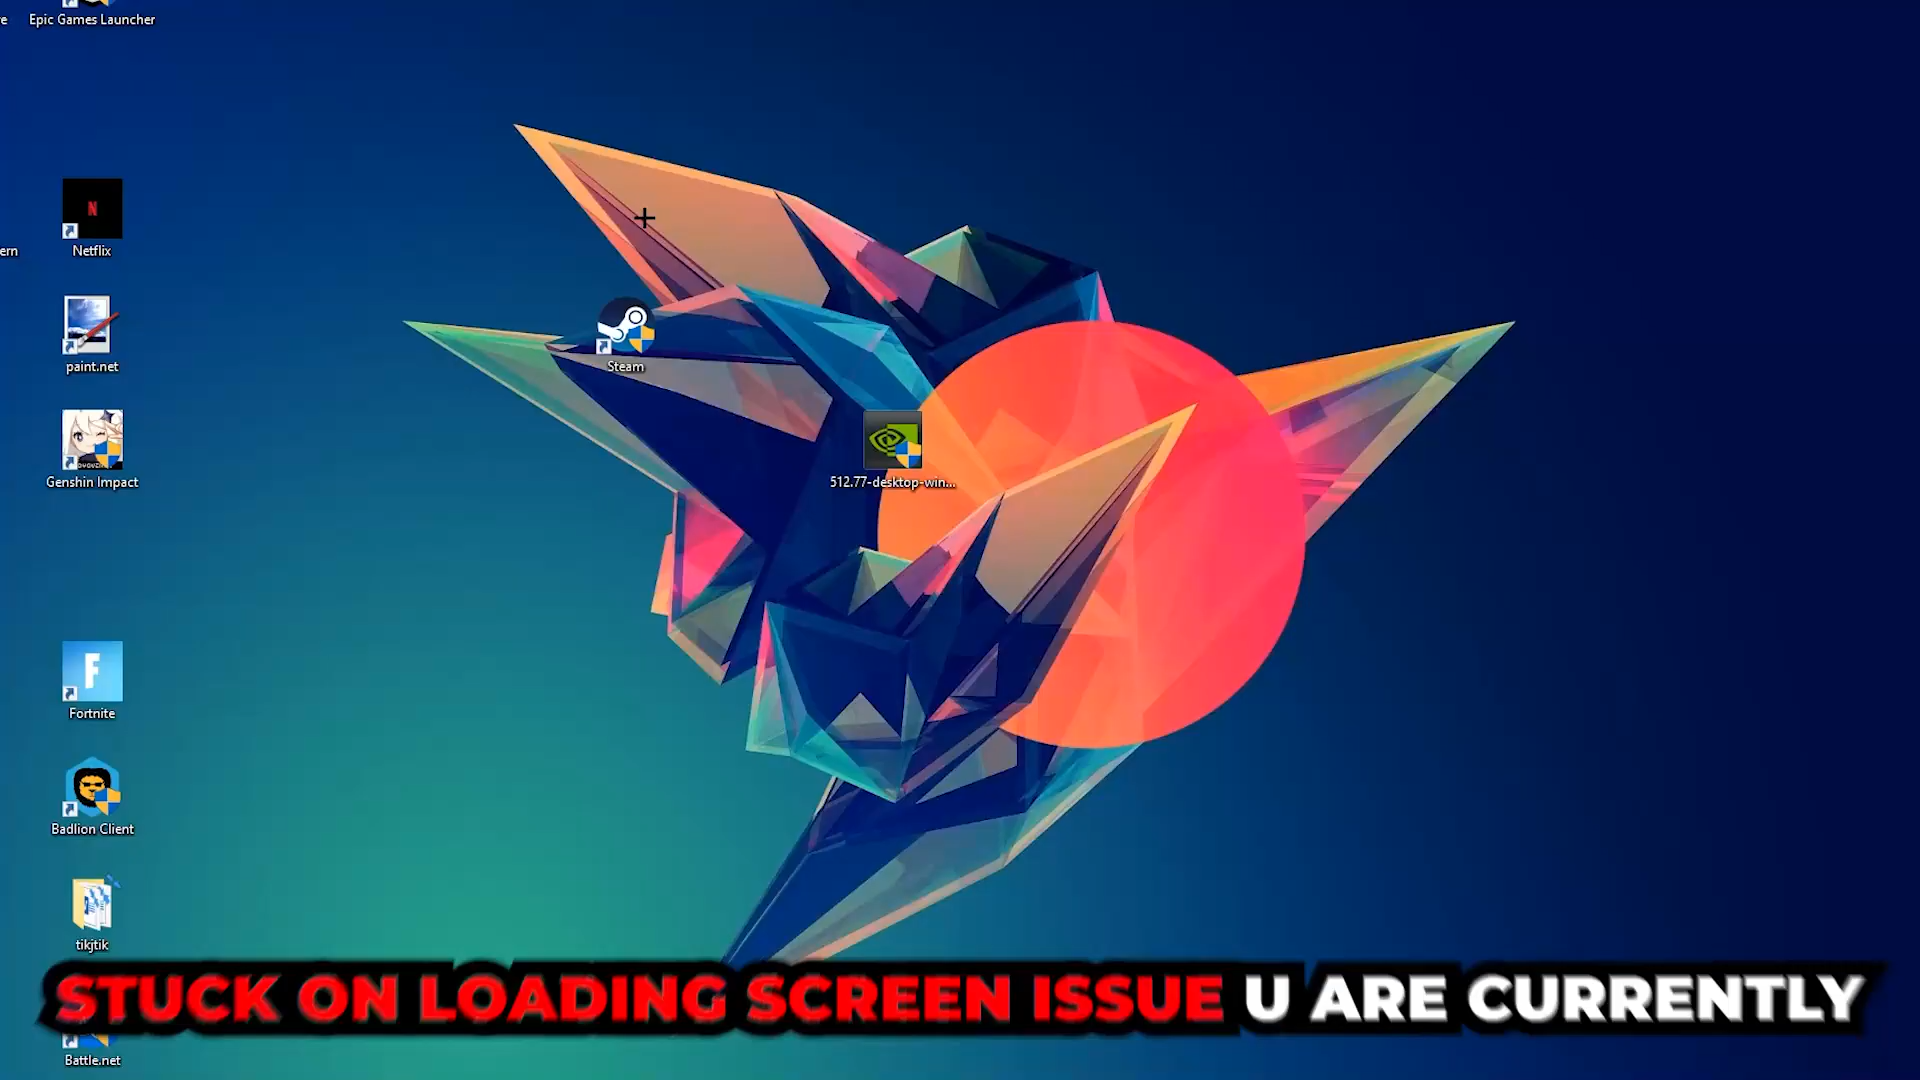 Epic Games Launcher
Netflix
ern
paint.net
Steam
Genshin Impact
512.77-desktop-win...
Fortnite
Badlion Client
tikjtik
STUCK ON LOADING SCREEN ISSUE U ARE CURRENTLY
Battle.net